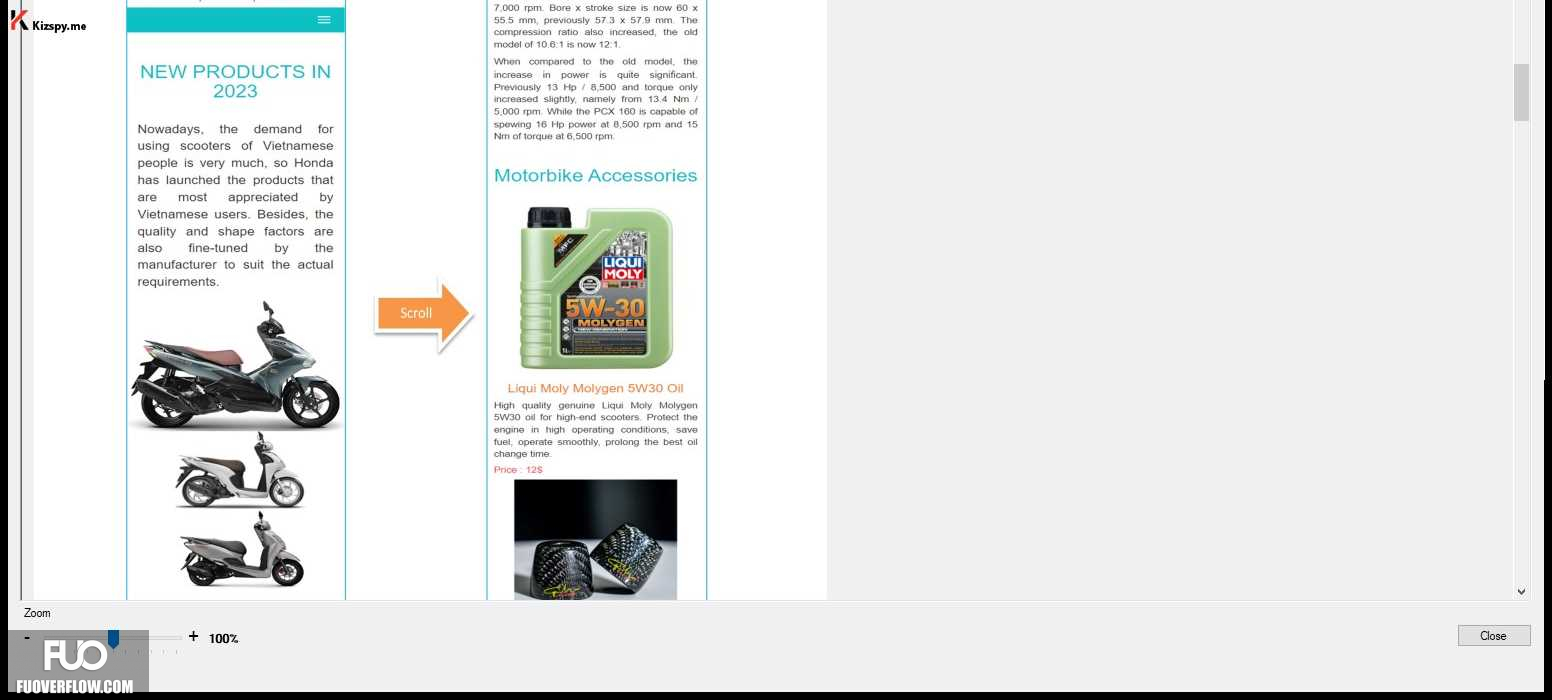 Kizspy.me
NEW PRODUCTS IN
2023
Nowadays, the demand for
using scooters of Vietnamese
people is very much, so Honda
has launched the products that
are most appreciated by
Vietnamese users. Besides, the
quality and shape factors are
also fine-tuned by the
manufacturer to suit the actual
requirements.
Scroll
7,000 rpm. Bore x stroke size is now 60 x
55.5 mm, previously 57.3 x 57.9 mm. The
compression ratio also increased, the old
model of 10.6:1 is now 12:1.
When compared to the old model, the
increase in power is quite significant.
Previously 13 Hp / 8,500 and torque only
increased slightly, namely from 13.4 Nm /
5,000 rpm. While the PCX 160 is capable of
spewing 16 Hp power at 8,500 rpm and 15
Nm of torque at 6,500 rpm.
Motorbike Accessories
MFC
LIQUI
MOLY
5W-30
MOLYGEN
NEW GENERATION
1L
Liqui Moly Molygen 5W30 Oil
High quality genuine Liqui Moly Molygen
5W30 oil for high-end scooters. Protect the
engine in high operating conditions, save
fuel, operate smoothly, prolong the best oil
change time.
Price : 12$
Zoom
- + 100%
Close
FUO
FUOVERFLOW.COM